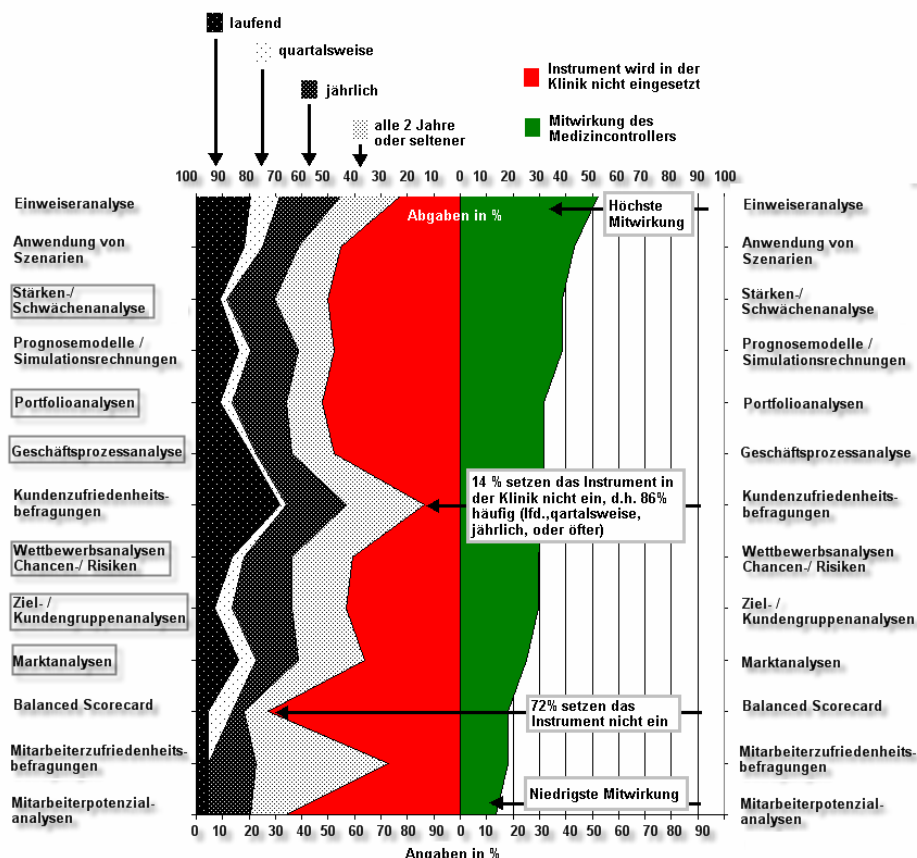 laufend
quartalsweise
jährlich
alle 2 Jahre
oder seltener
Instrument wird in der
Klinik nicht eingesetzt
Mitwirkung des
Medizincontrollers
100 90 80 70 60 50 40 30 20 10 0 10 20 30 40 50 60 70 80 90 100
Abgaben in %
Höchste
Mitwirkung
Einweiseranalyse
Anwendung von
Szenarien
Stärken-/
Schwächenanalyse
Prognosemodelle /
Simulationsrechnungen
Portfolioanalysen
Geschäftsprozessanalyse
Kundenzufriedenheits-
befragungen
Wettbewerbsanalysen
Chancen-/ Risiken
Ziel- /
Kundengruppenanalysen
Marktanalysen
Balanced Scorecard
Mitarbeiterzufriedenheits-
befragungen
Mitarbeiterpotenzial-
analysen
14 % setzen das Instrument in
der Klinik nicht ein, d.h. 86%
häufig (lfd.,qartalsweise,
jährlich, oder öfter)
72% setzen das
Instrument nicht ein
Niedrigste Mitwirkung
Einweiseranalyse
Anwendung von
Szenarien
Stärken-/
Schwächenanalyse
Prognosemodelle /
Simulationsrechnungen
Portfolioanalysen
Geschäftsprozessanalyse
Kundenzufriedenheits-
befragungen
Wettbewerbsanalysen
Chancen-/ Risiken
Ziel- /
Kundengruppenanalysen
Marktanalysen
Balanced Scorecard
Mitarbeiterzufriedenheits-
befragungen
Mitarbeiterpotenzial-
analysen
0 10 20 30 40 50 60 70 80 90 0 10 20 30 40 50 60 70 80 90 100
Angaben in %